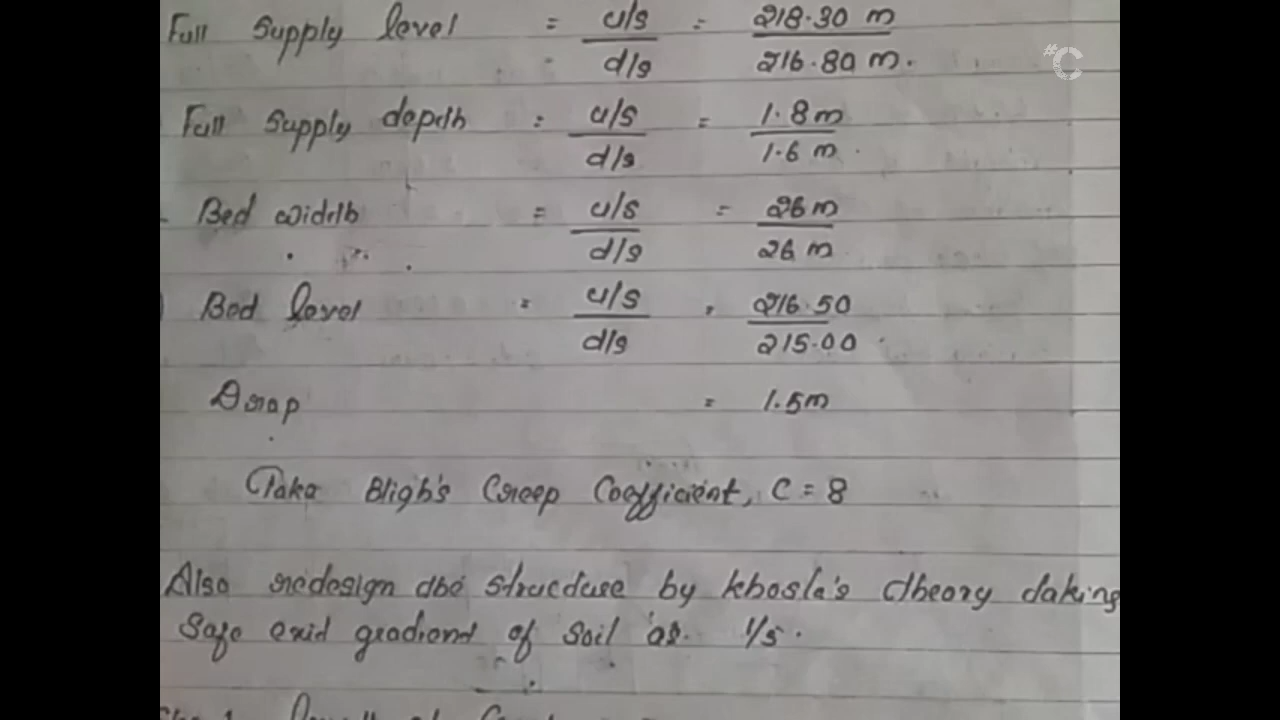 Full Supply level = u/s = 218.30 m
d/s 216.80 m.
#C
Full Supply depth = u/s = 1.8 m
d/s 1.6 m.
Bed width = u/s = 26 m
d/s 26 m
Bed level = u/s = 216.50
d/s 215.00
Drop = 1.5m
Take Bligh's Creep Coefficient, C = 8
Also redesign the structure by khosla's theory taking
safe exit gradient of soil as 1/5.